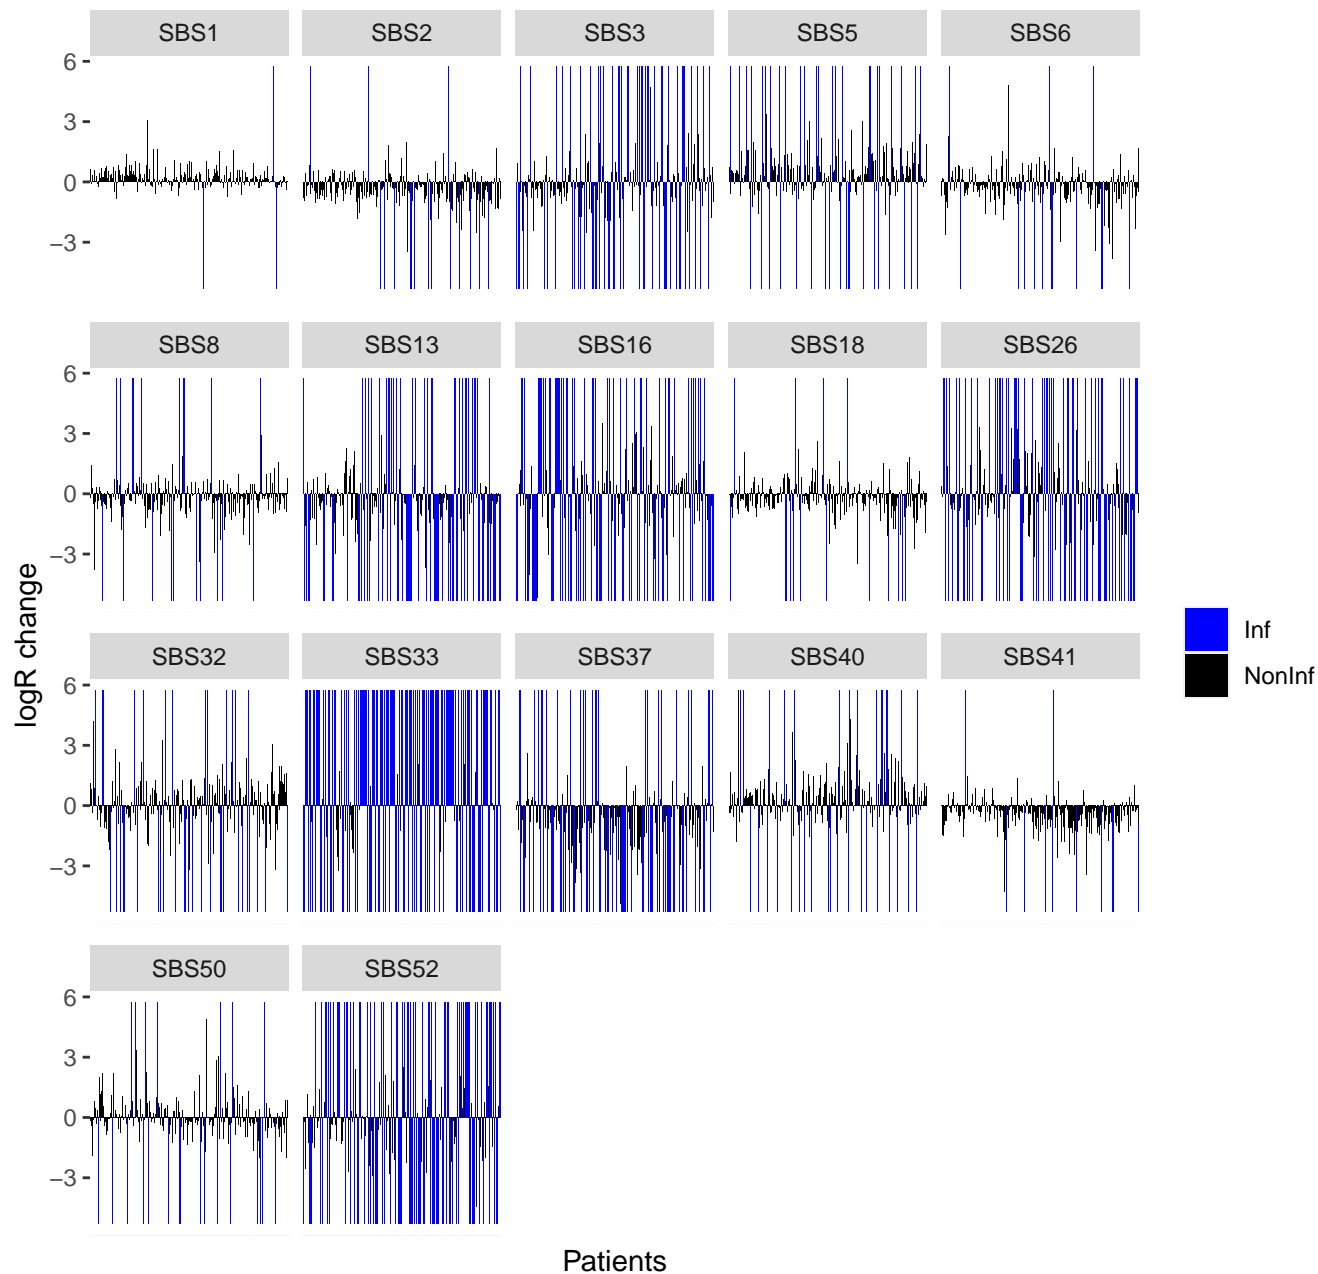 SBS1 SBS2 SBS3 SBS5 SBS6
6
3
0
−3
SBS8 SBS13 SBS16 SBS18 SBS26
6
3
0
−3
SBS32 SBS33 SBS37 SBS40 SBS41
6
3
0
−3
SBS50 SBS52
6
3
0
−3
logR change
Patients
Inf
NonInf